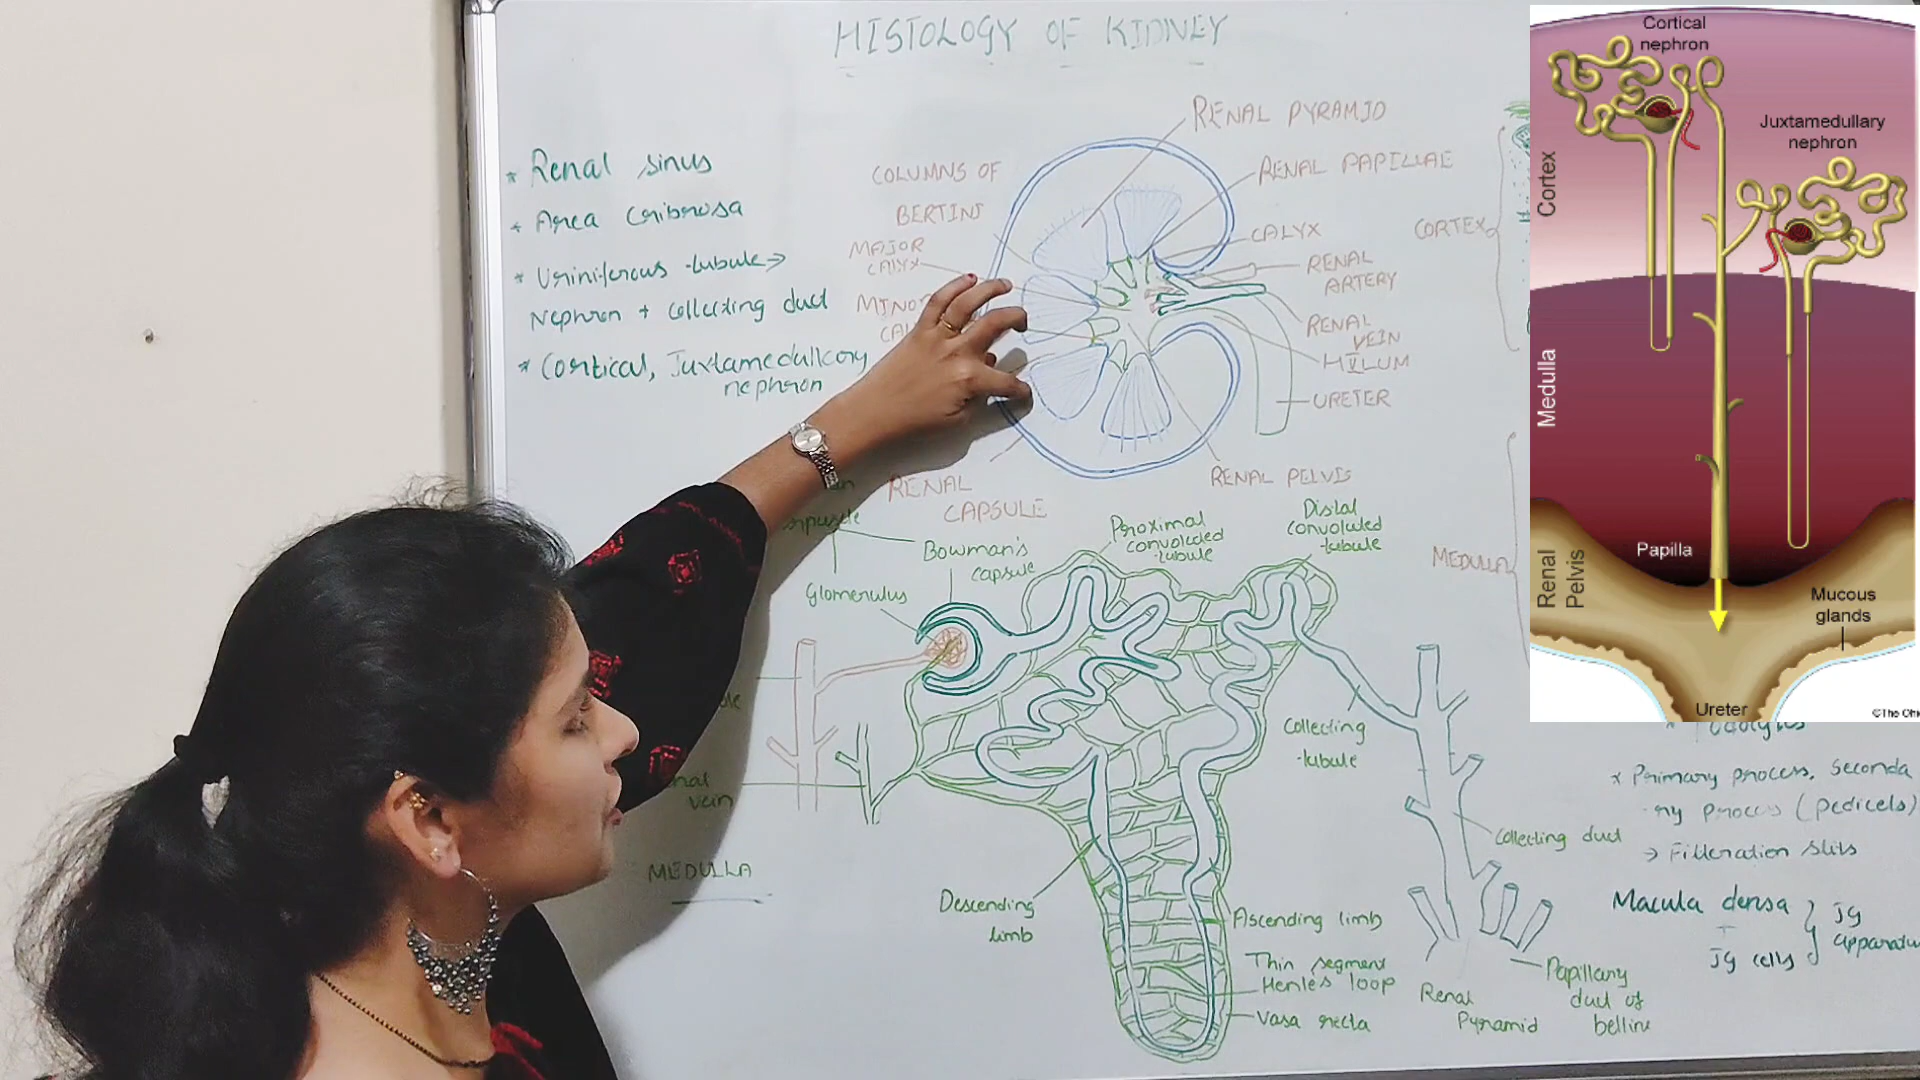 HISTOLOGY OF KIDNEY
* Renal sinus
* Area Cribrosa
* Uriniferous tubule →
Nephron + Collecting duct
* Cortical, Juxtamedullary
nephron
COLUMNS OF
BERTINI
MAJOR
CALYX
MINO
CAL
RENAL
CAPSULE
RENAL PYRAMID
RENAL PAPILLAE
CALYX
RENAL
ARTERY
RENAL
VEIN
HILUM
URETER
RENAL PELVIS
CORTEX
MEDULLA
Bowman's
capsule
Glomerulus
Proximal
convoluted
tubule
Distal
convoluted
tubule
Collecting
tubule
vein
MEDULLA
Descending
limb
Ascending limb
Thin segment
Henle's loop
Vasa recta
Collecting duct
Renal
Pyramid
Papillary
duct of
bellini
* Primary process, Seconda
-ry process (pedicels)
→ Filteration slits
Macula densa
+
JG cells
JG
apparatu
Cortical
nephron
Juxtamedullary
nephron
Cortex
Medulla
Renal
Pelvis
Papilla
Mucous
glands
Ureter